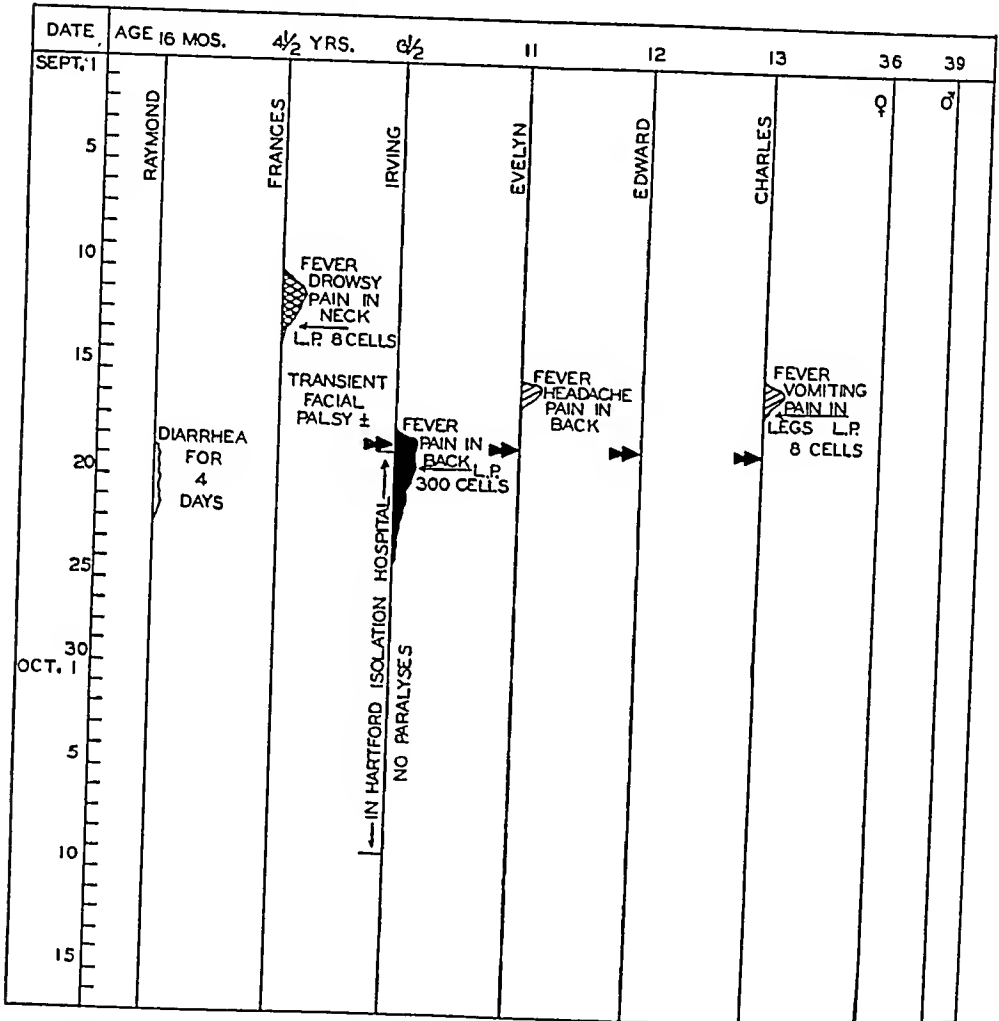 DATE AGE 16 MOS. 4½ YRS. 6½ 11 12 13 36 39
SEPT. 1
♀ ♂
RAYMOND
FRANCES
IRVING
EVELYN
EDWARD
CHARLES
5
10
15
20
25
30
OCT. 1
5
10
15
FEVER
DROWSY
PAIN IN
NECK
L.P. 8 CELLS
TRANSIENT
FACIAL
PALSY ±
DIARRHEA
FOR
4
DAYS
FEVER
PAIN IN
BACK
L.P.
300 CELLS
IN HARTFORD ISOLATION HOSPITAL
NO PARALYSES
FEVER
HEADACHE
PAIN IN
BACK
FEVER
VOMITING
PAIN IN
LEGS L.P.
8 CELLS